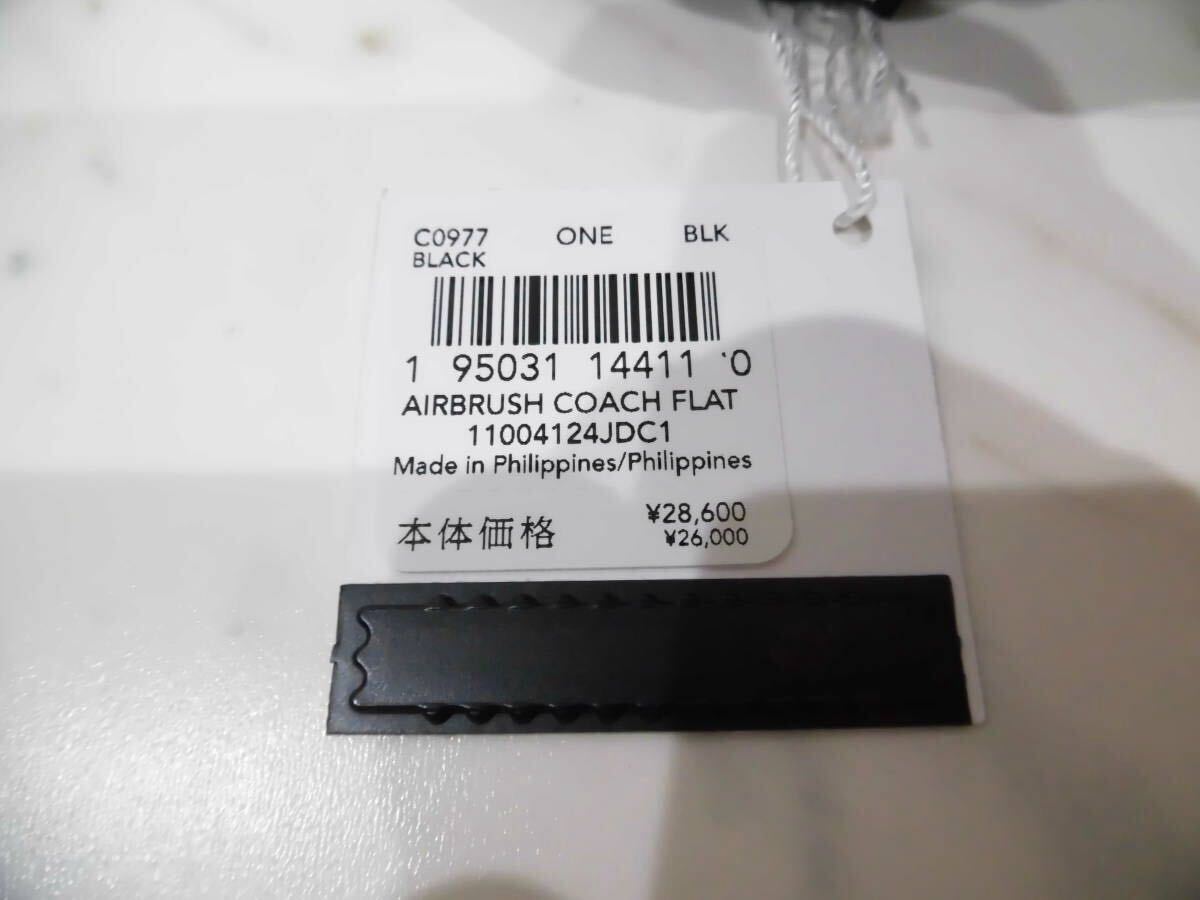 C0977 ONE BLK
BLACK
1 95031 14411 0
AIRBRUSH COACH FLAT
11004124JDC1
Made in Philippines/Philippines
¥28,600
本体価格 ¥26,000